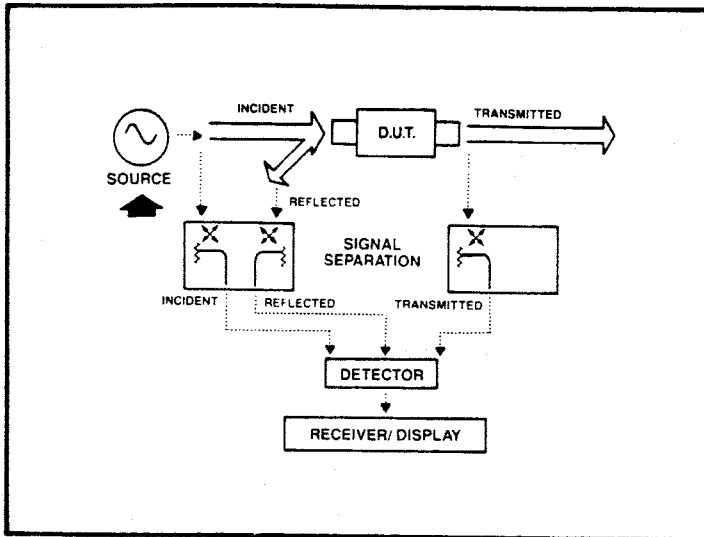 INCIDENT
D.U.T.
TRANSMITTED
SOURCE
REFLECTED
SIGNAL
SEPARATION
INCIDENT
REFLECTED
TRANSMITTED
DETECTOR
RECEIVER/DISPLAY